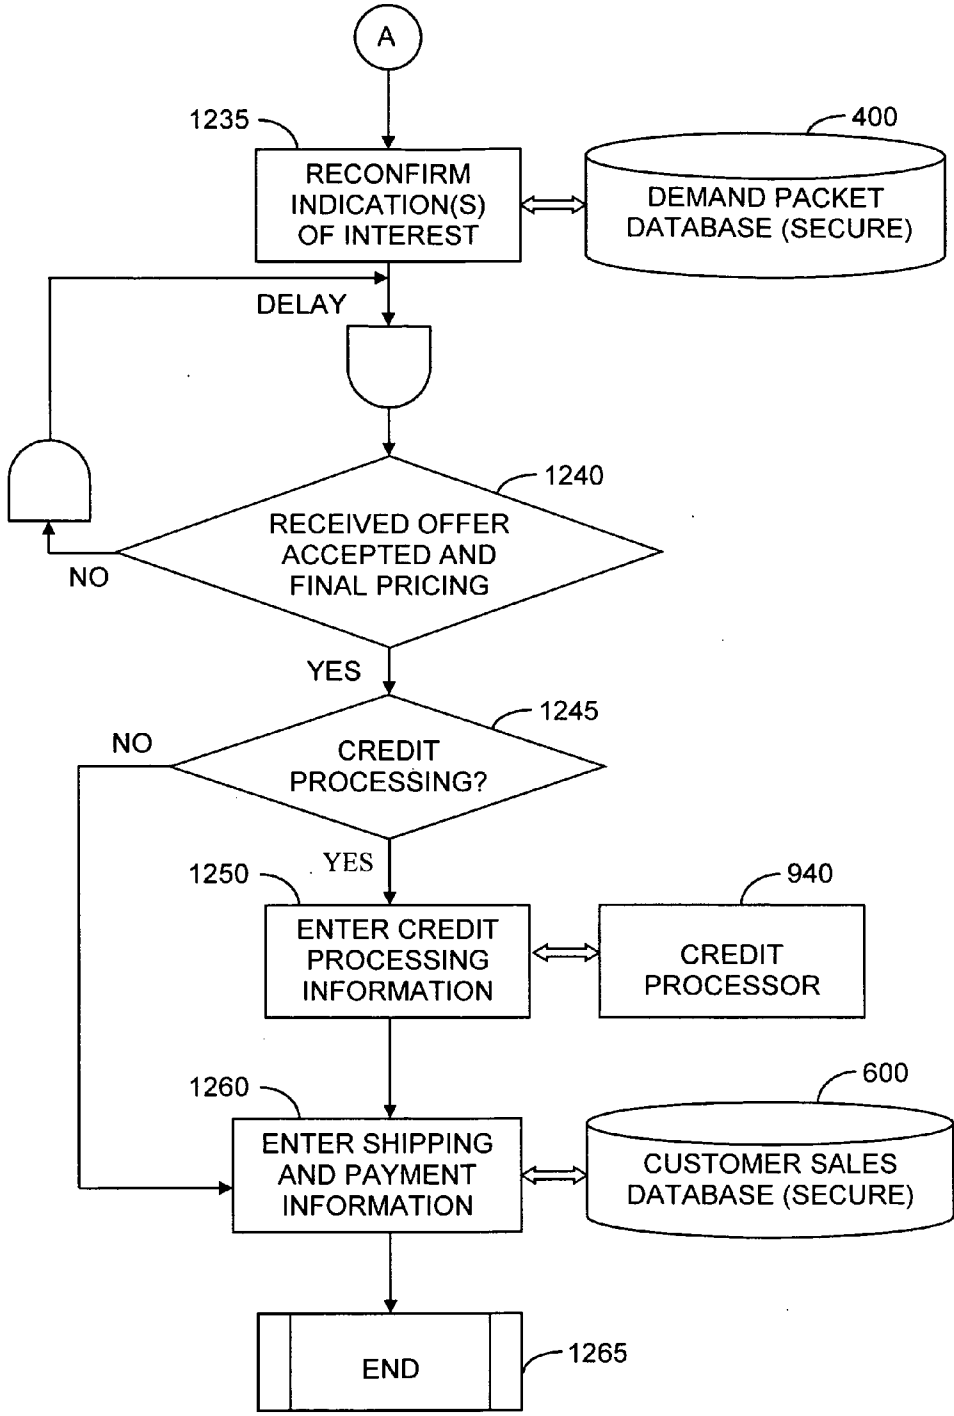 A
1235
400
RECONFIRM
INDICATION(S)
OF INTEREST
DEMAND PACKET
DATABASE (SECURE)
DELAY
1240
RECEIVED OFFER
ACCEPTED AND
FINAL PRICING
NO
YES
1245
NO
CREDIT
PROCESSING?
YES
1250
940
ENTER CREDIT
PROCESSING
INFORMATION
CREDIT
PROCESSOR
1260
600
ENTER SHIPPING
AND PAYMENT
INFORMATION
CUSTOMER SALES
DATABASE (SECURE)
END
1265